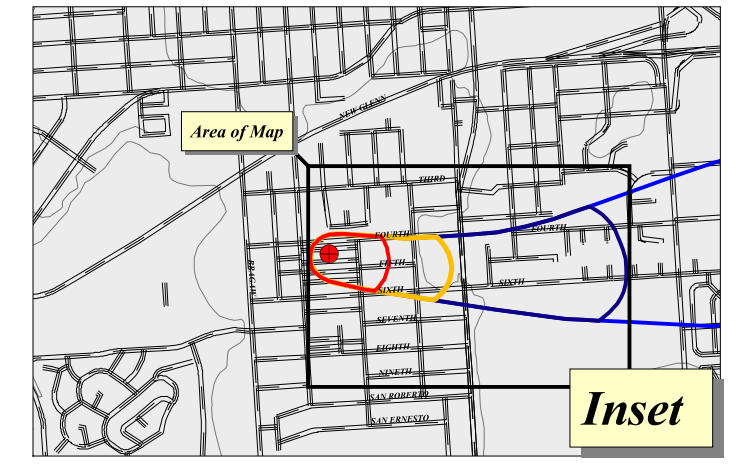 NEW GLENN
Area of Map
THIRD
FOURTH
FOURTH
FIFTH
BRAGAW
SIXTH
SIXTH
SEVENTH
EIGHTH
NINETH
SAN ROBERTO
SAN ERNESTO
Inset